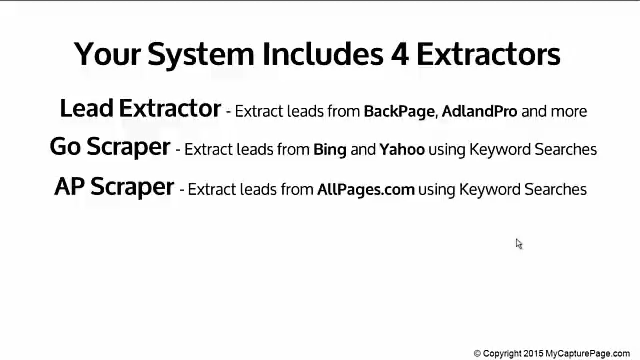 Your System Includes 4 Extractors
Lead Extractor - Extract leads from BackPage, AdlandPro and more
Go Scraper - Extract leads from Bing and Yahoo using Keyword Searches
AP Scraper - Extract leads from AllPages.com using Keyword Searches
© Copyright 2015 MyCapturePage.com